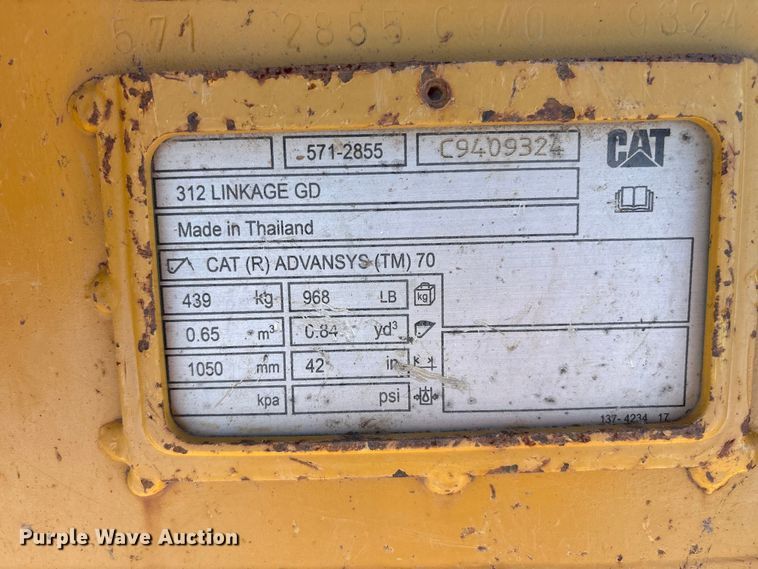 571 2855 C940 9324
571-2855 C9409324 CAT
312 LINKAGE GD
Made in Thailand
CAT (R) ADVANSYS (TM) 70
439 kg 968 LB kg
0.65 m³ 0.84 yd³
1050 mm 42 in
kpa psi
137- 4234 17
Purple Wave Auction